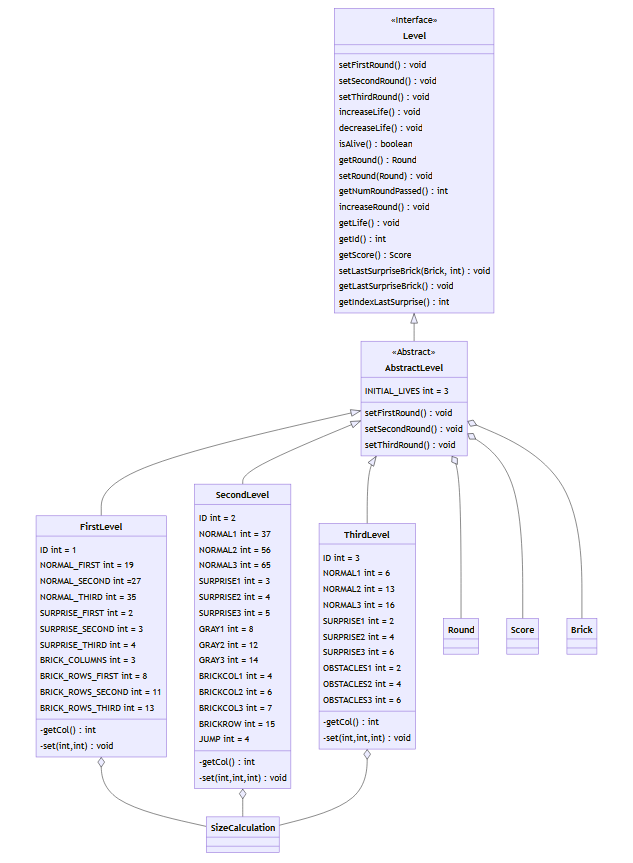 «Interface»
Level
setFirstRound() : void
setSecondRound() : void
setThirdRound() : void
increaseLife() : void
decreaseLife() : void
isAlive() : boolean
getRound() : Round
setRound(Round) : void
getNumRoundPassed() : int
increaseRound() : void
getLife() : void
getId() : int
getScore() : Score
setLastSurpriseBrick(Brick, int) : void
getLastSurpriseBrick() : void
getIndexLastSurprise() : int
«Abstract»
AbstractLevel
INITIAL_LIVES int = 3
setFirstRound() : void
setSecondRound() : void
setThirdRound() : void
FirstLevel
ID int = 1
NORMAL_FIRST int = 19
NORMAL_SECOND int =27
NORMAL_THIRD int = 35
SURPRISE_FIRST int = 2
SURPRISE_SECOND int = 3
SURPRISE_THIRD int = 4
BRICK_COLUMNS int = 3
BRICK_ROWS_FIRST int = 8
BRICK_ROWS_SECOND int = 11
BRICK_ROWS_THIRD int = 13
-getCol() : int
-set(int,int) : void
SecondLevel
ID int = 2
NORMAL1 int = 37
NORMAL2 int = 56
NORMAL3 int = 65
SURPRISE1 int = 3
SURPRISE2 int = 4
SURPRISE3 int = 5
GRAY1 int = 8
GRAY2 int = 12
GRAY3 int = 14
BRICKCOL1 int = 4
BRICKCOL2 int = 6
BRICKCOL3 int = 7
BRICKROW int = 15
JUMP int = 4
-getCol() : int
-set(int,int,int) : void
ThirdLevel
ID int = 3
NORMAL1 int = 6
NORMAL2 int = 13
NORMAL3 int = 16
SURPRISE1 int = 2
SURPRISE2 int = 4
SURPRISE3 int = 6
OBSTACLES1 int = 2
OBSTACLES2 int = 4
OBSTACLES3 int = 6
-getCol() : int
-set(int,int,int) : void
Round
Score
Brick
SizeCalculation